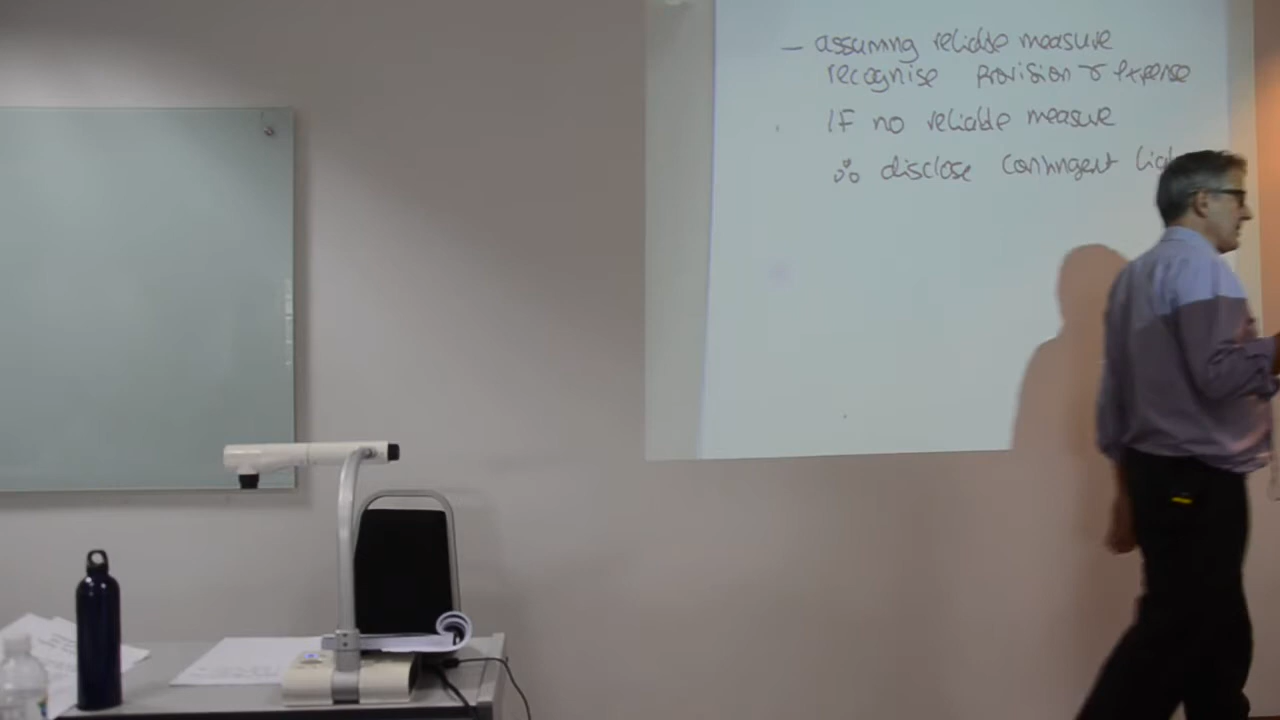 — assuming reliable measure
recognise provision & expense
If no reliable measure
∴ disclose contingent